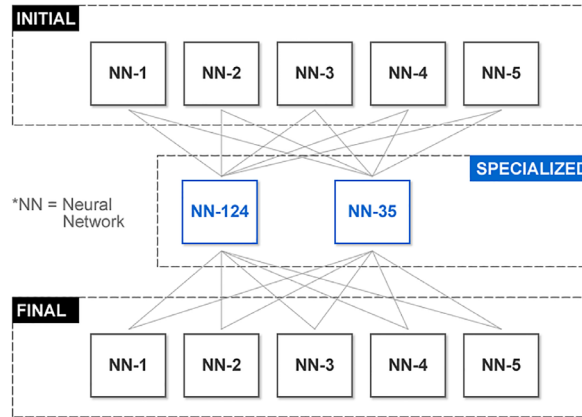 INITIAL
NN-1 NN-2 NN-3 NN-4 NN-5
SPECIALIZED
*NN = Neural
Network
NN-124 NN-35
FINAL
NN-1 NN-2 NN-3 NN-4 NN-5